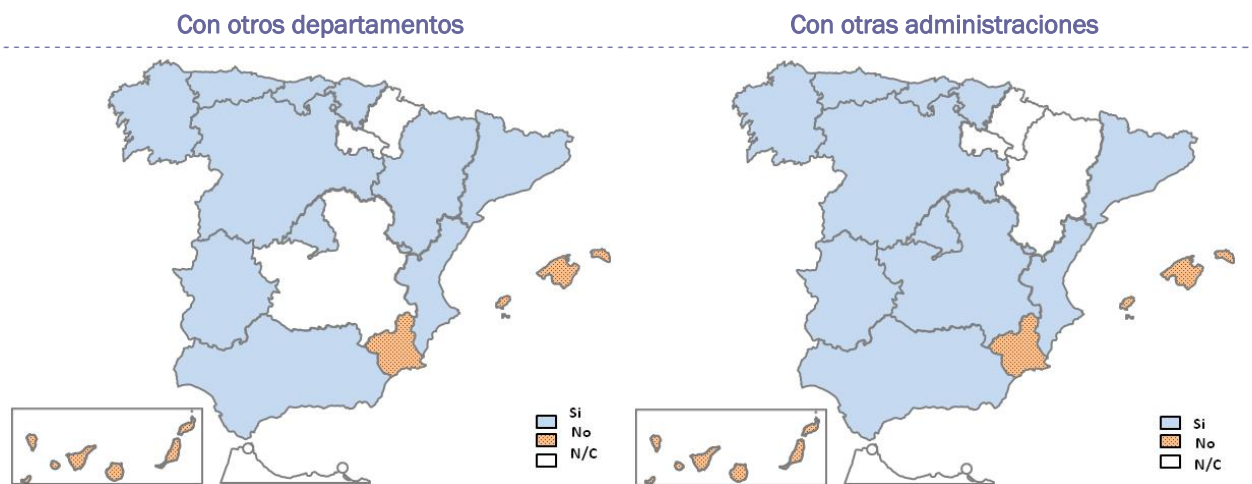 Con otros departamentos
Con otras administraciones
Si
No
N/C
Si
No
N/C